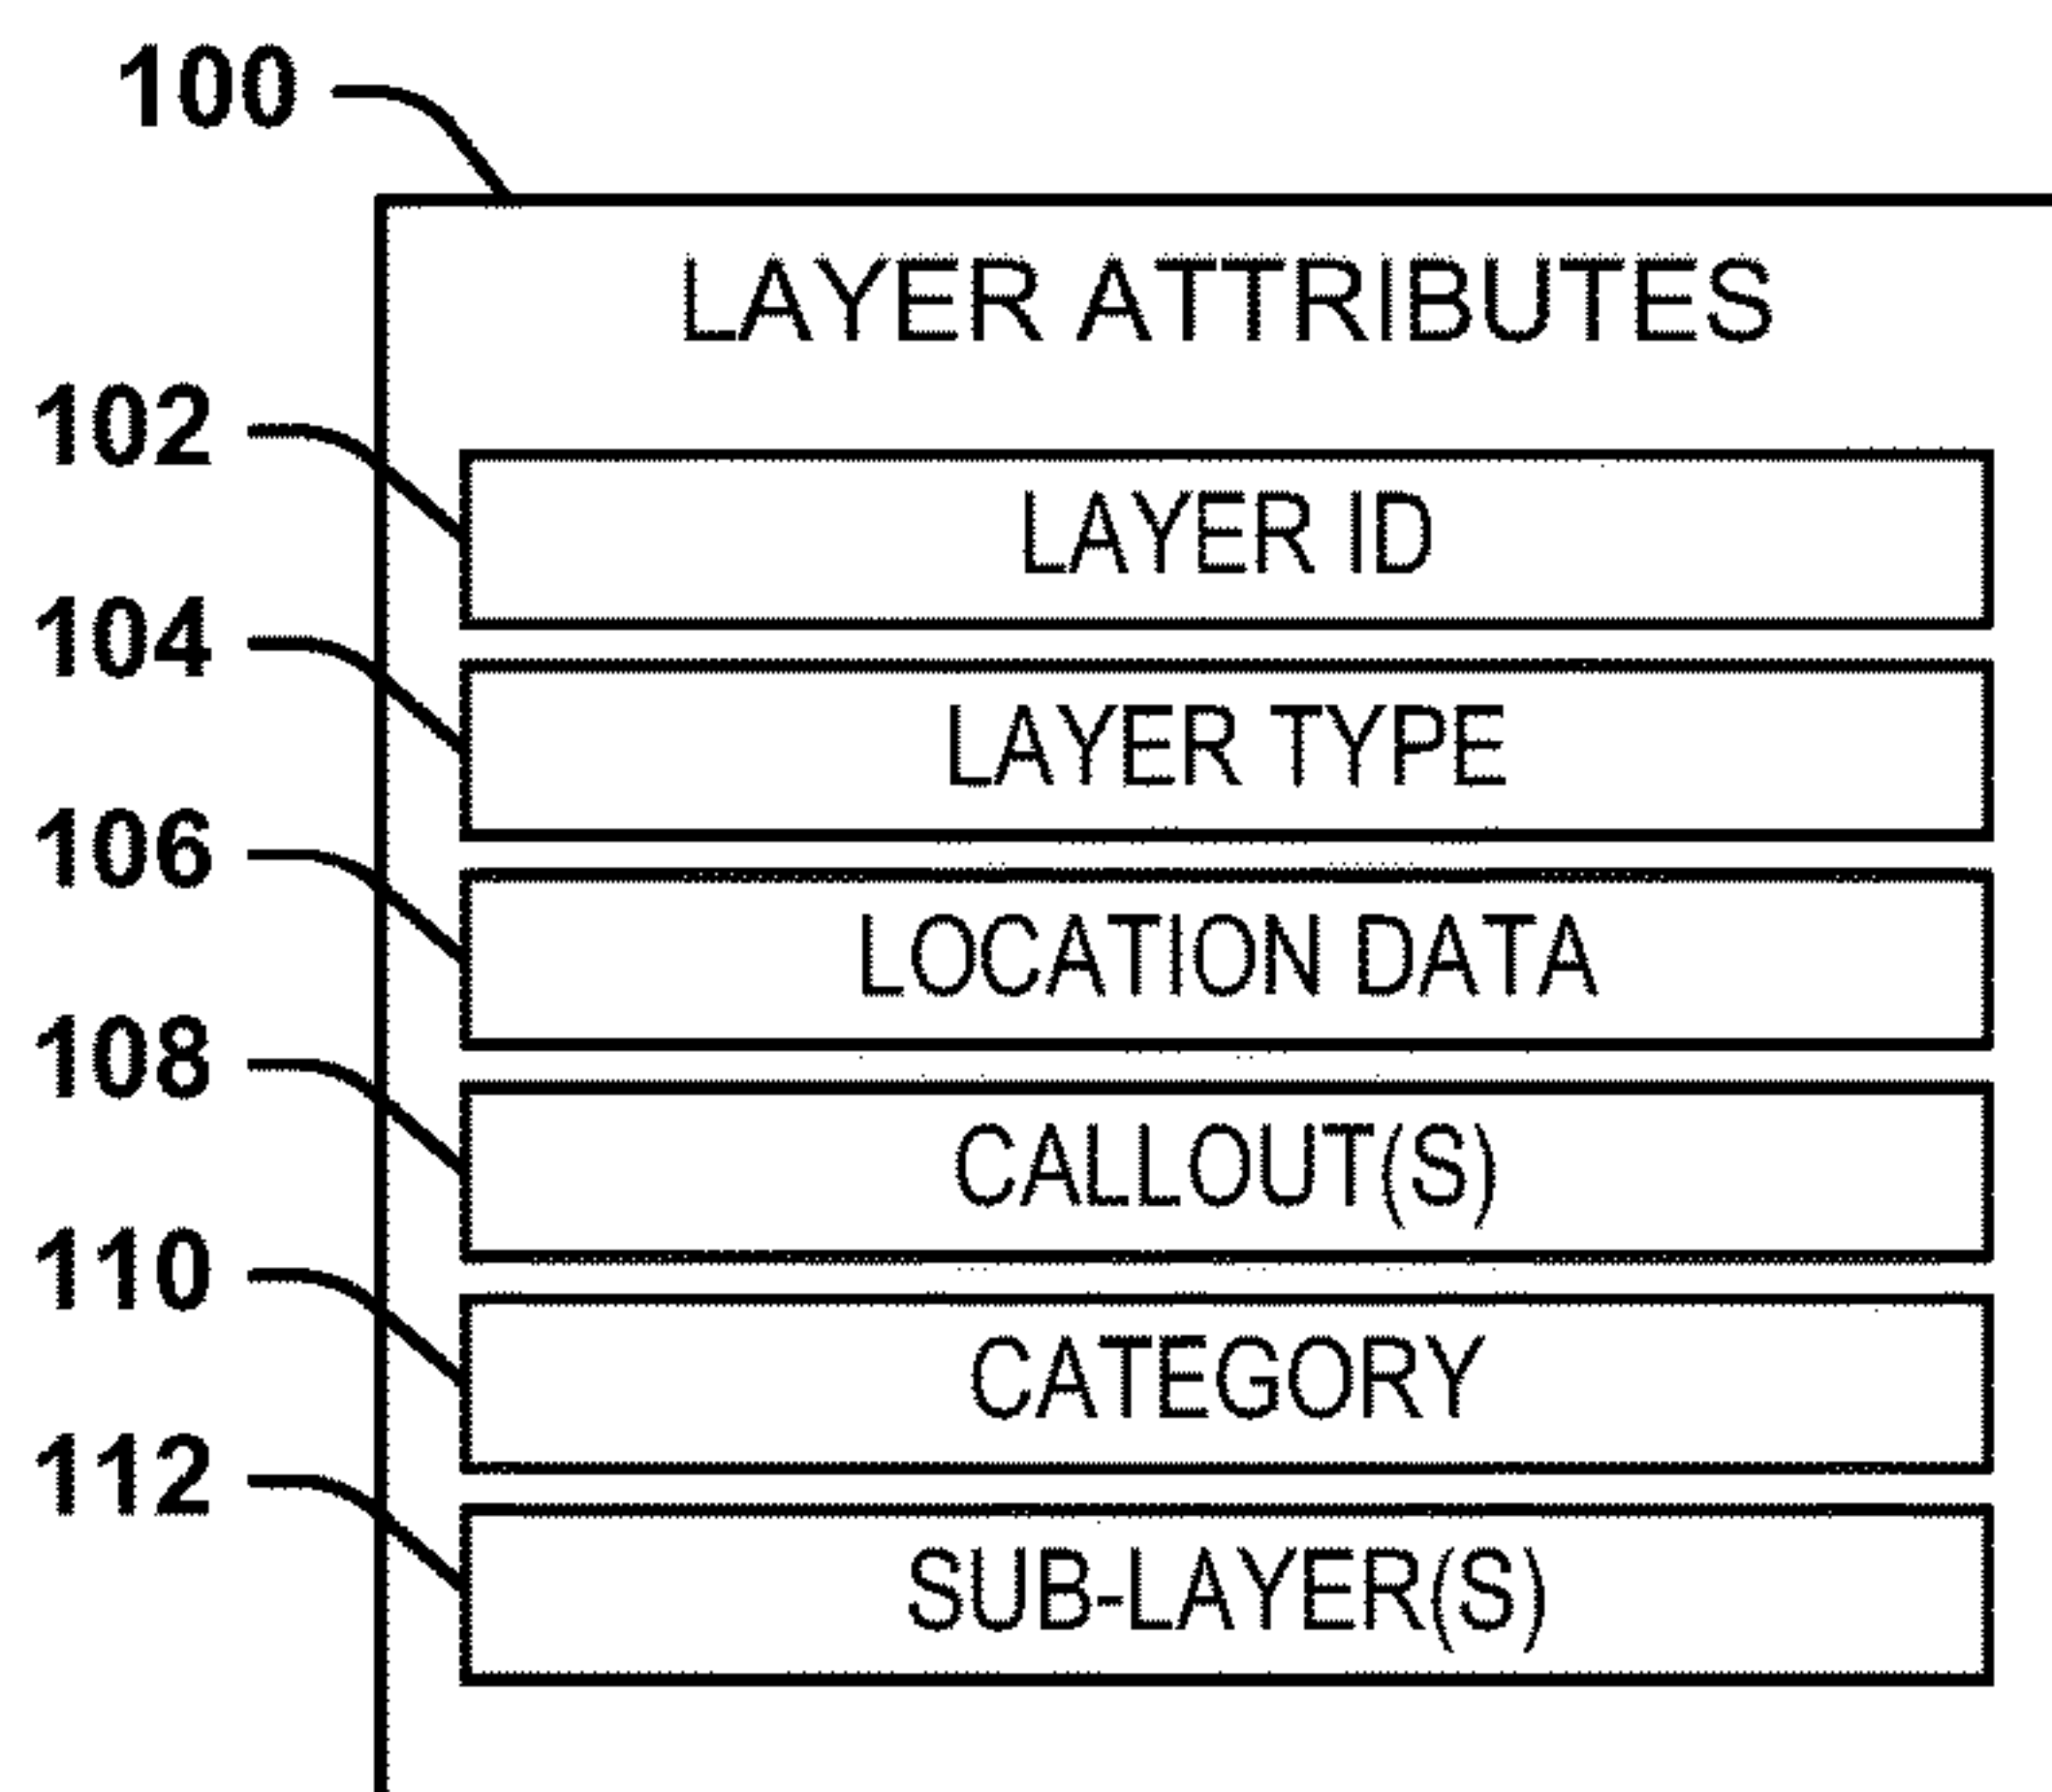 100
LAYER ATTRIBUTES
102
LAYER ID
104
LAYER TYPE
106
LOCATION DATA
108
CALLOUT(S)
110
CATEGORY
112
SUB-LAYER(S)